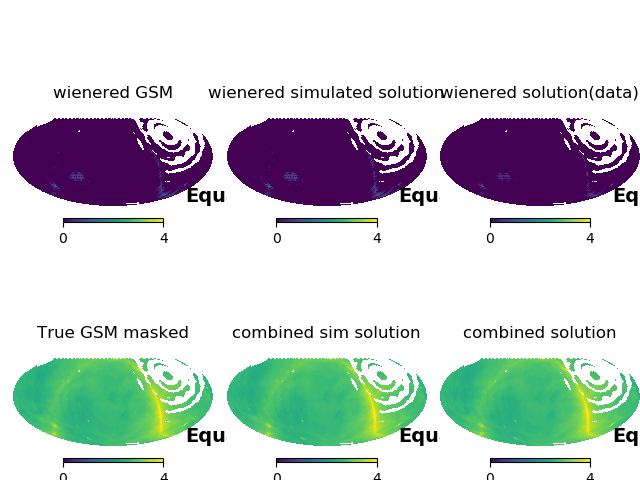 wienered GSM wienered simulated solution wienered solution(data)
Equ Equ Eq
0 4 0 4 0 4
True GSM masked combined sim solution combined solution
Equ Equ Eq
0 4 0 4 0 4